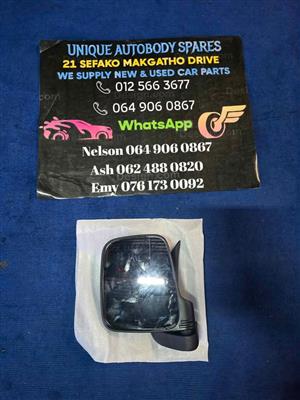 UNIQUE AUTOBODY SPARES
21 SEFAKO MAKGATHO DRIVE
WE SUPPLY NEW & USED CAR PARTS
012 566 3677
064 906 0867
WhatsApp
Nelson 064 906 0867
Ash 062 488 0820
Emy 076 173 0092